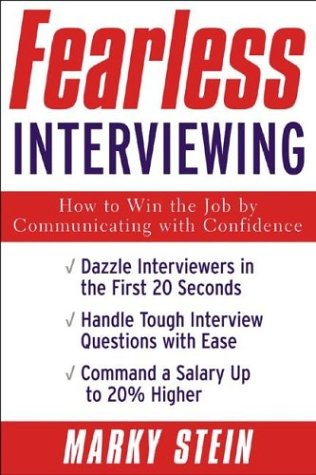 Fearless
INTERVIEWING
How to Win the Job by
Communicating with Confidence
√ Dazzle Interviewers in
the First 20 Seconds
√ Handle Tough Interview
Questions with Ease
√ Command a Salary Up
to 20% Higher
MARKY STEIN